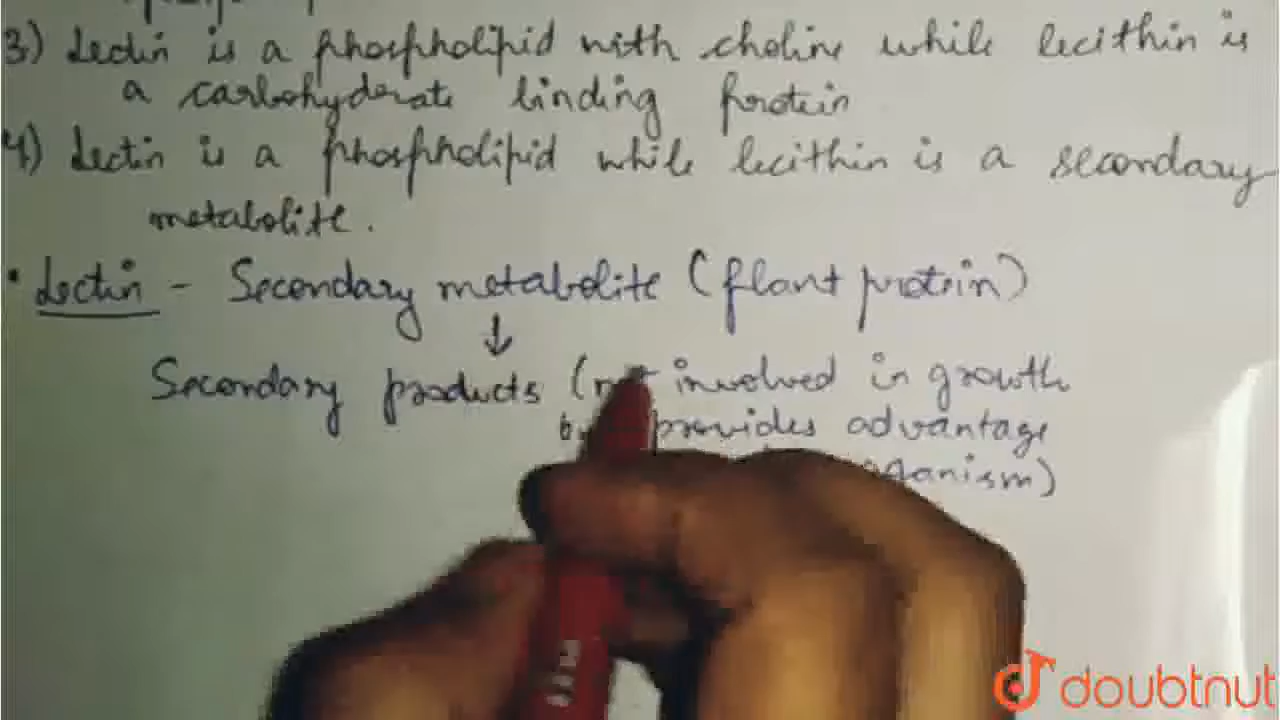 3) Lectin is a phospholipid with choline while lecithin is
a carbohydrate binding protein
4) Lectin is a phospholipid while lecithin is a secondary
metabolite.
• Lectin - Secondary metabolite (plant protein)
↓
Secondary products (not involved in growth
provides advantage
organism)
doubtnut